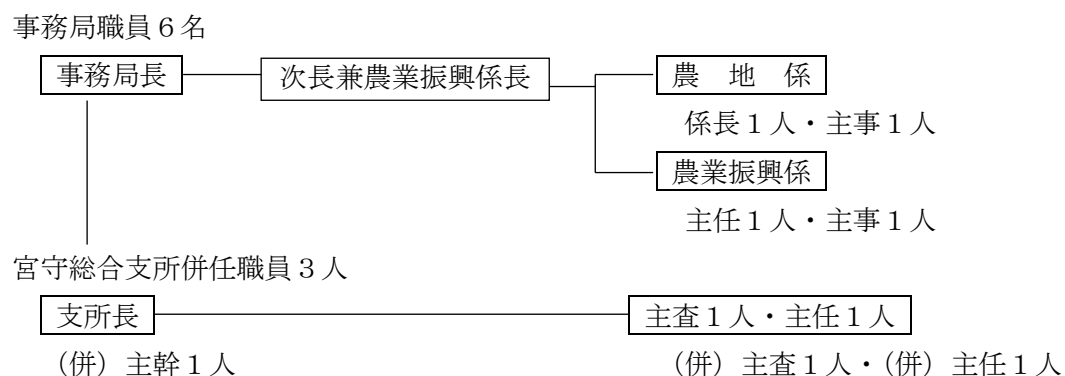 事務局職員６名
事務局長 次長兼農業振興係長 農　地　係
係長１人・主事１人
農業振興係
主任１人・主事１人
宮守総合支所併任職員３人
支所長 主査１人・主任１人
（併）主幹１人 （併）主査１人・（併）主任１人